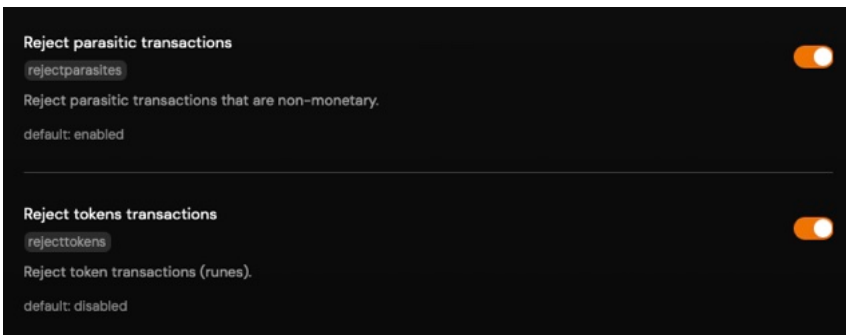 Reject parasitic transactions
rejectparasites
Reject parasitic transactions that are non-monetary.
default: enabled
Reject tokens transactions
rejecttokens
Reject token transactions (runes).
default: disabled